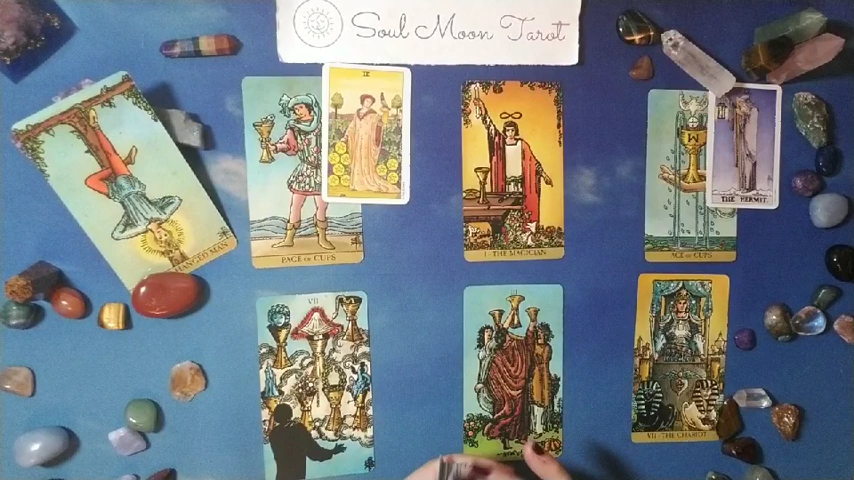 Soul Moon Tarot
IX
HANGED MAN
PAGE of CUPS
I · THE MAGICIAN
ACE of CUPS
THE HERMIT.
VII
VII · THE CHARIOT